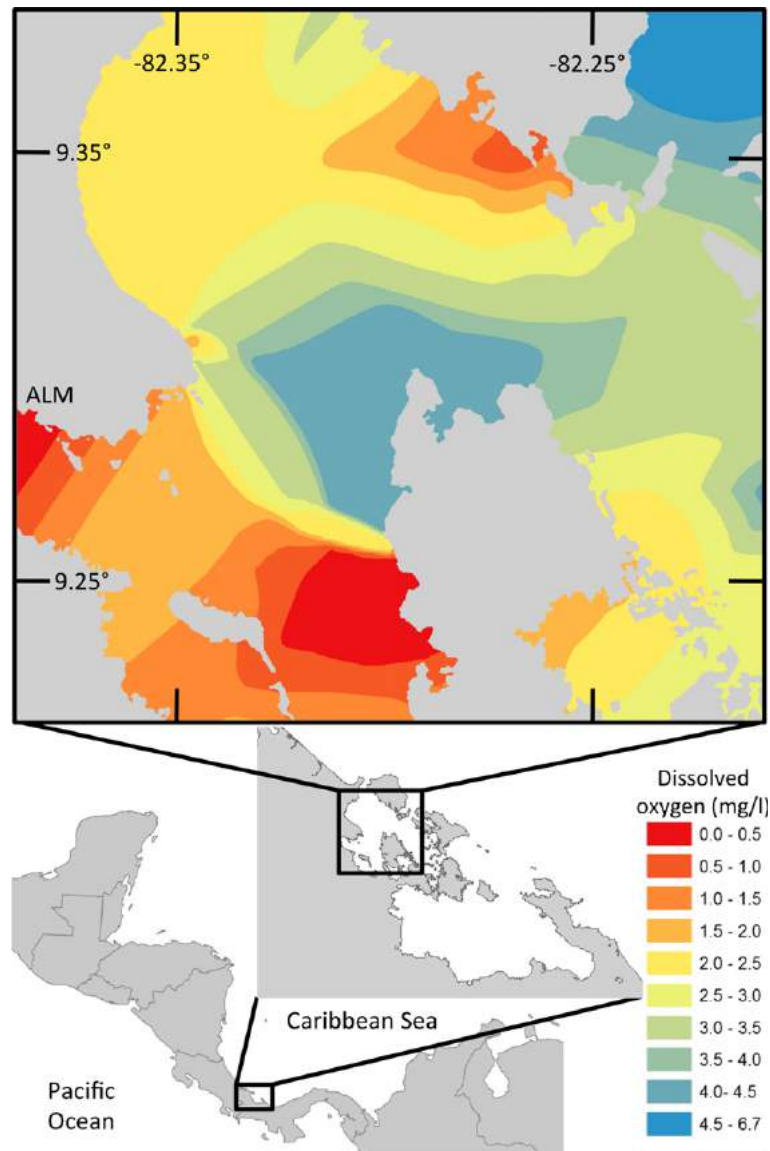 -82.35°
-82.25°
9.35°
ALM
9.25°
Dissolved
oxygen (mg/l)
0.0 - 0.5
0.5 - 1.0
1.0 - 1.5
1.5 - 2.0
2.0 - 2.5
2.5 - 3.0
3.0 - 3.5
3.5 - 4.0
4.0- 4.5
4.5 - 6.7
Caribbean Sea
Pacific
Ocean